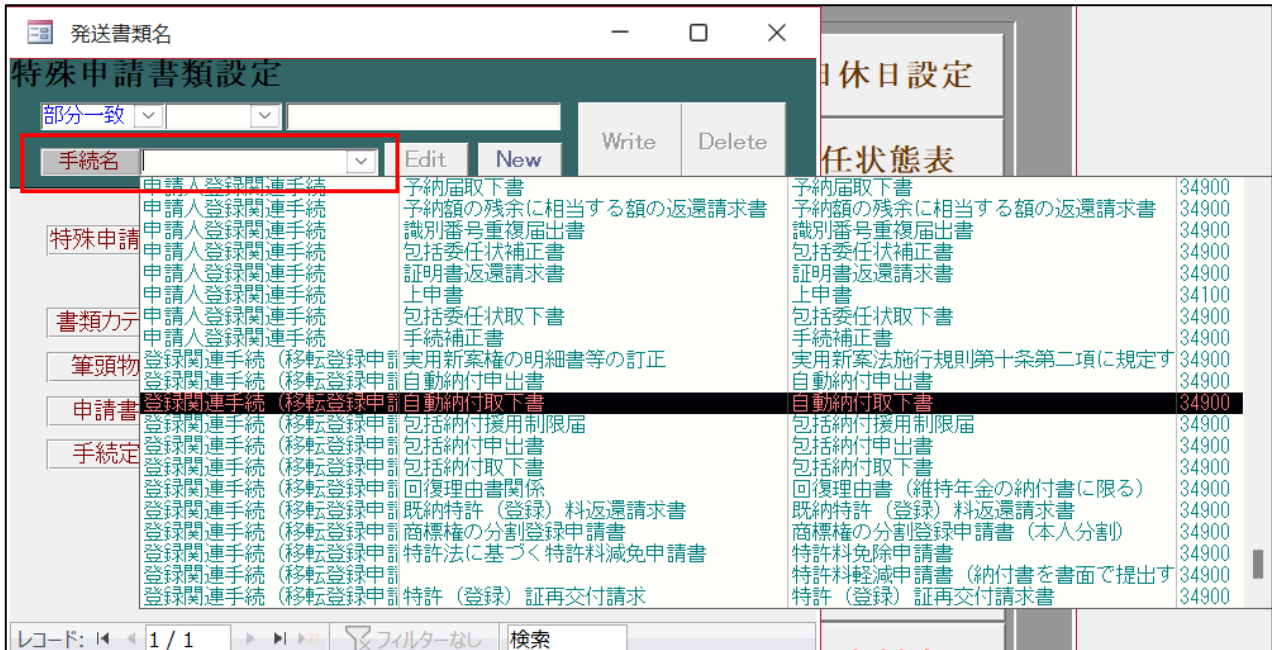 発送書類名
特殊申請書類設定
日休日設定
部分一致
Write Delete
任状態表
手続名 Edit New
申請人登録関連手続 予納届取下書 予納届取下書 34900
申請人登録関連手続 予納額の残余に相当する額の返還請求書 予納額の残余に相当する額の返還請求書 34900
特殊申請 申請人登録関連手続 識別番号重複届出書 識別番号重複届出書 34900
申請人登録関連手続 包括委任状補正書 包括委任状補正書 34900
申請人登録関連手続 証明書返還請求書 証明書返還請求書 34900
申請人登録関連手続 上申書 上申書 34100
書類カテ 申請人登録関連手続 包括委任状取下書 包括委任状取下書 34900
申請人登録関連手続 手続補正書 手続補正書 34900
筆頭物 登録関連手続（移転登録申請 実用新案権の明細書等の訂正 実用新案法施行規則第十条第二項に規定す 34900
登録関連手続（移転登録申請 自動納付申出書 自動納付申出書 34900
申請書 登録関連手続（移転登録申請 自動納付取下書 自動納付取下書 34900
登録関連手続（移転登録申請 包括納付援用制限届 包括納付援用制限届 34900
登録関連手続（移転登録申請 包括納付申出書 包括納付申出書 34900
手続定 登録関連手続（移転登録申請 包括納付取下書 包括納付取下書 34900
登録関連手続（移転登録申請 回復理由書関係 回復理由書（維持年金の納付書に限る） 34900
登録関連手続（移転登録申請 既納特許（登録）料返還請求書 既納特許（登録）料返還請求書 34900
登録関連手続（移転登録申請 商標権の分割登録申請書 商標権の分割登録申請書（本人分割） 34900
登録関連手続（移転登録申請 特許法に基づく特許料減免申請書 特許料免除申請書 34900
登録関連手続（移転登録申請 特許料軽減申請書（納付書を書面で提出す 34900
登録関連手続（移転登録申請 特許（登録）証再交付請求 特許（登録）証再交付請求書 34900
レコード: 1 / 1 フィルターなし 検索